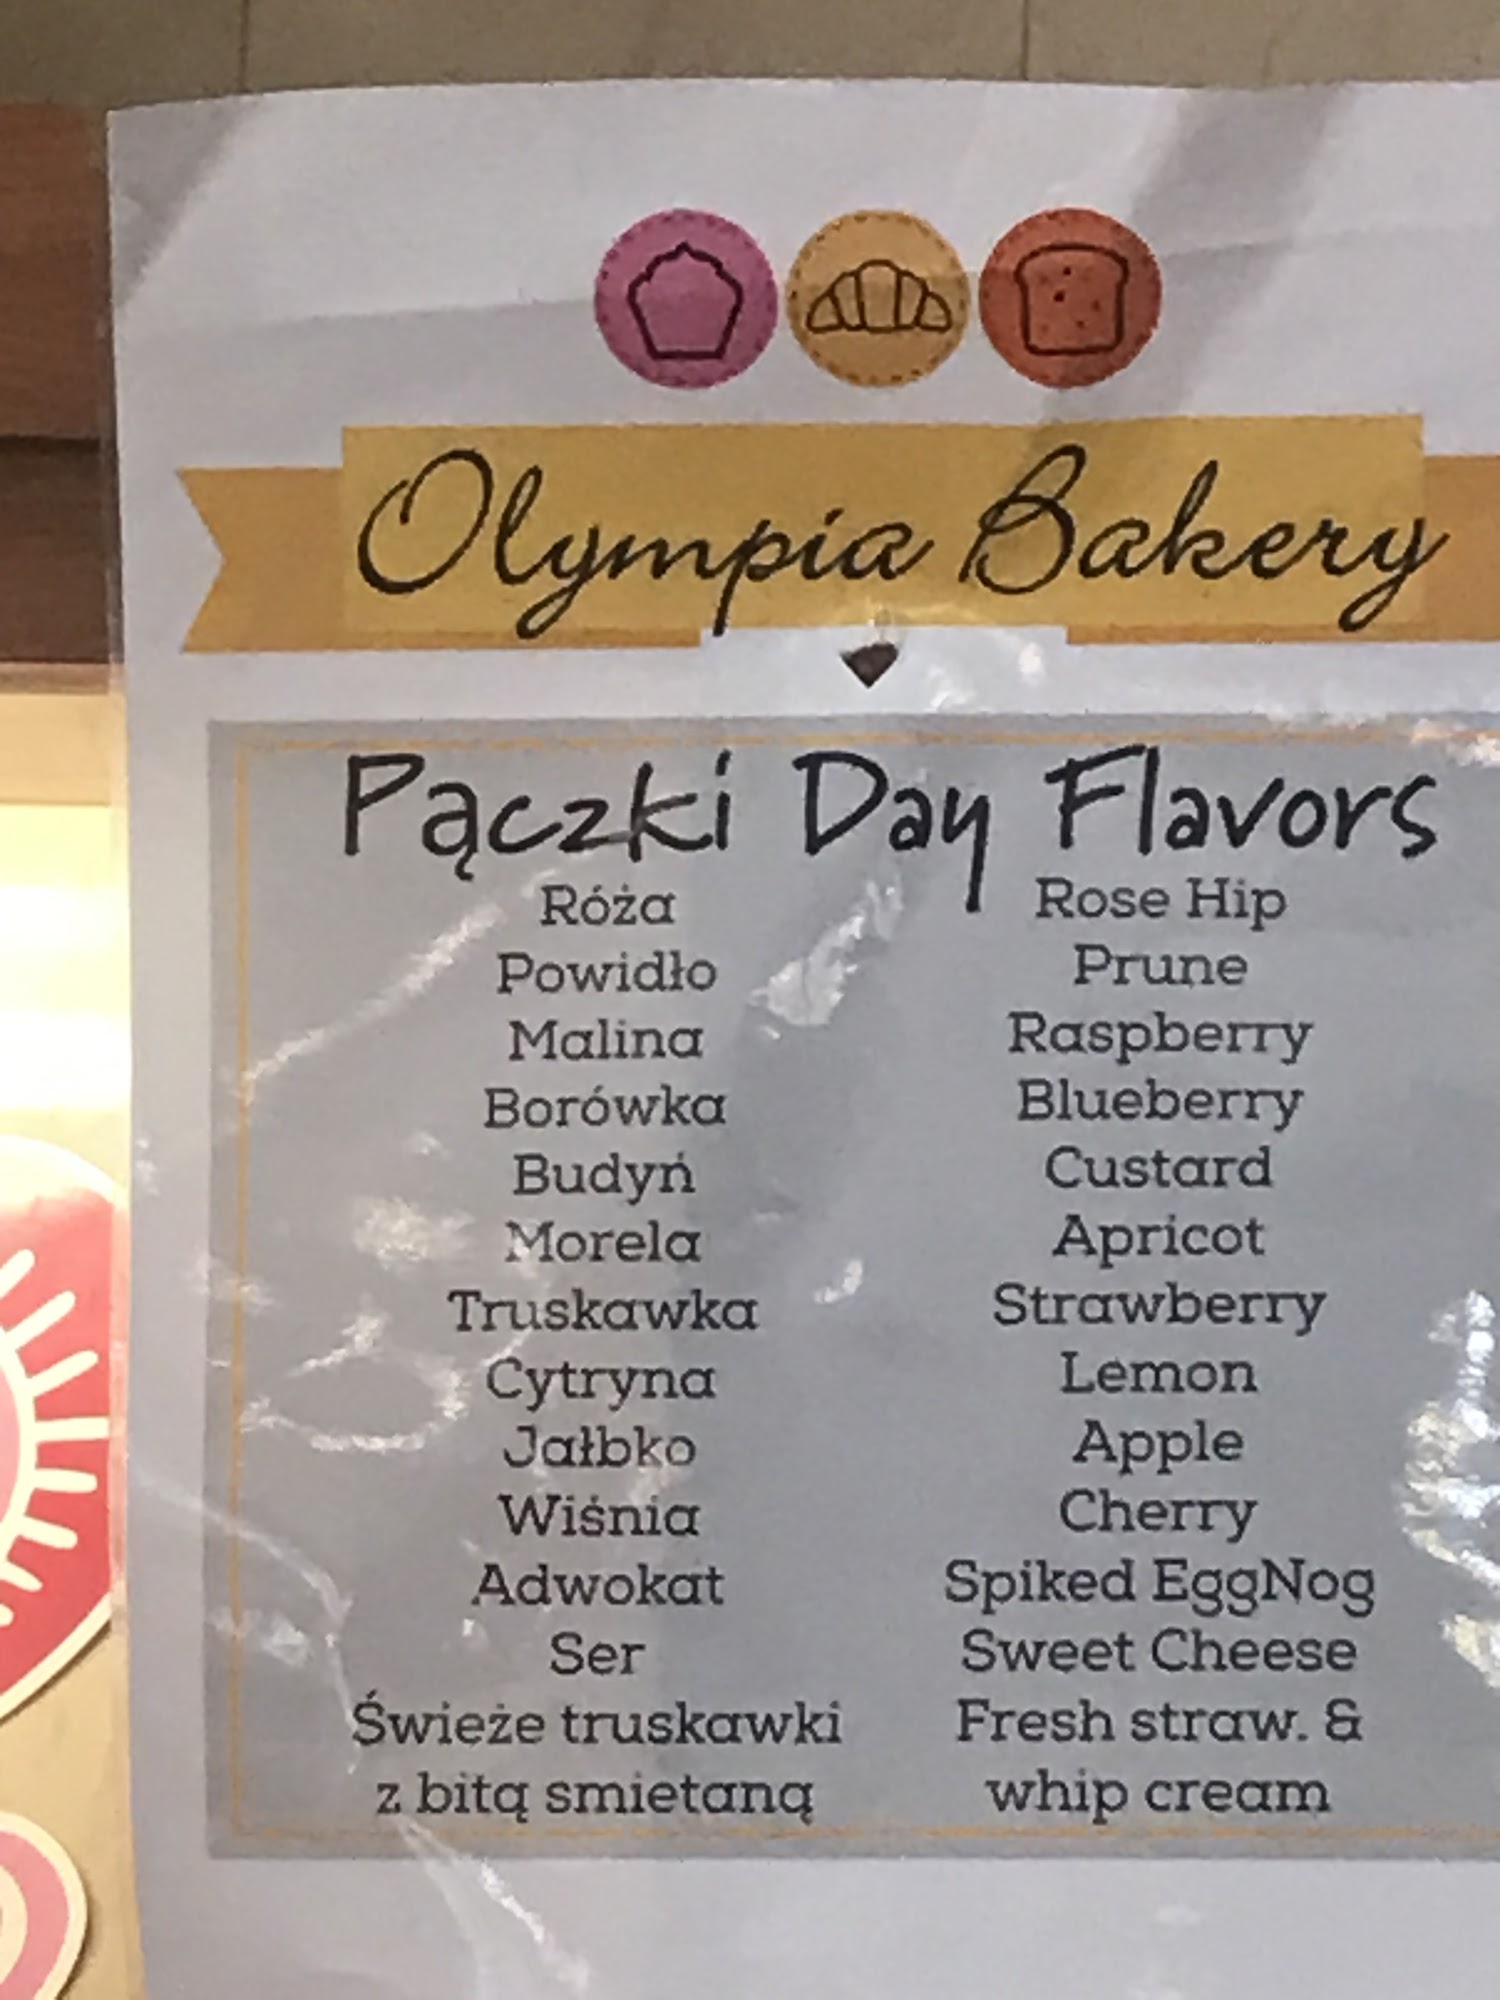 Olympia Bakery
Pączki Day Flavors
Róża Rose Hip
Powidło Prune
Malina Raspberry
Borówka Blueberry
Budyń Custard
Morela Apricot
Truskawka Strawberry
Cytryna Lemon
Jałbko Apple
Wiśnia Cherry
Adwokat Spiked EggNog
Ser Sweet Cheese
Świeże truskawki Fresh straw. &
z bitą smietaną whip cream